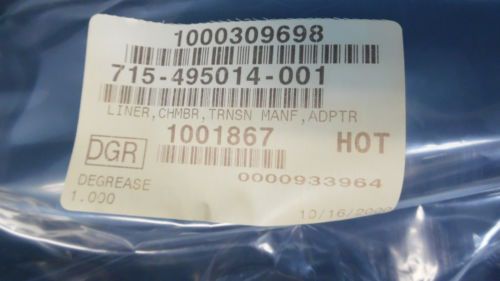 1000309698
715-495014-001
LINER,CHMBR,TRNSN MANF,ADPTR
1001867 HOT
DGR
0000933964
DEGREASE
1.000